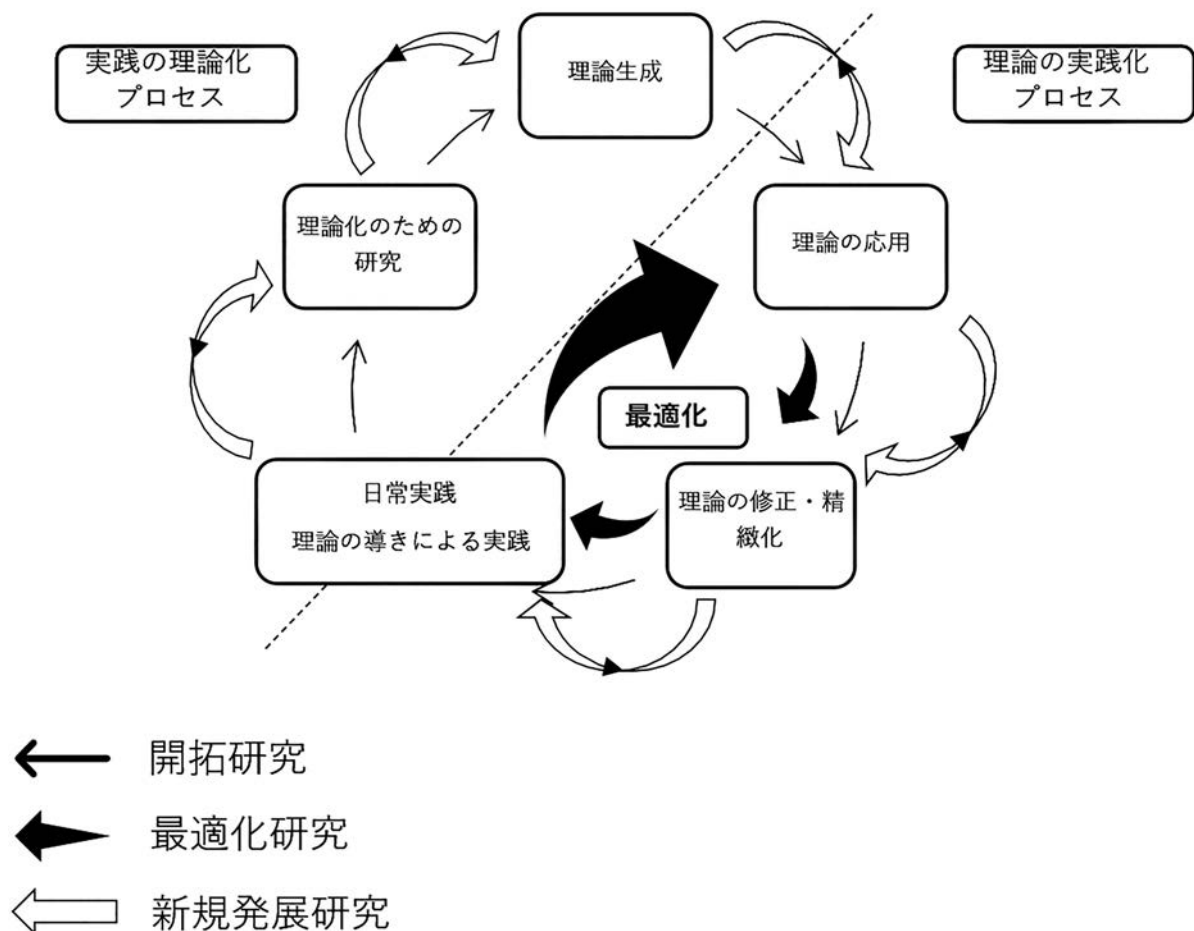 実践の理論化
プロセス
理論生成
理論の実践化
プロセス
理論化のための
研究
理論の応用
最適化
日常実践
理論の導きによる実践
理論の修正・精
緻化
開拓研究
最適化研究
新規発展研究